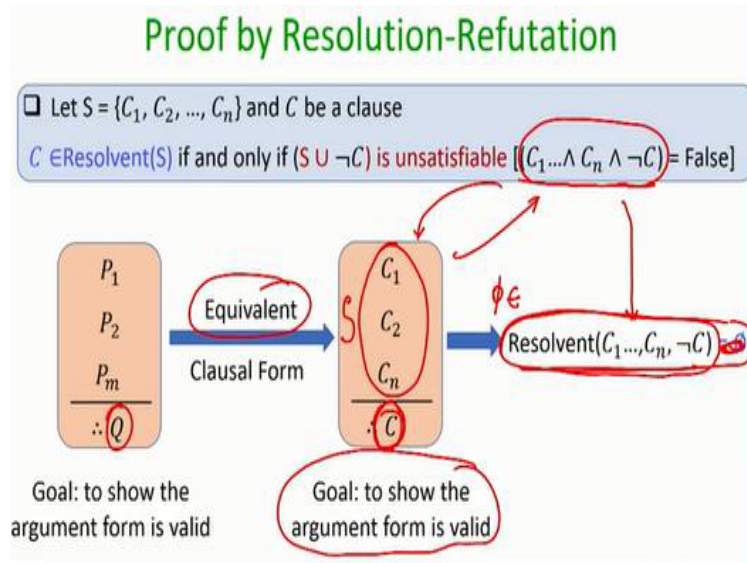 Proof by Resolution-Refutation
❑ Let S = {C₁, C₂, ..., Cₙ} and C be a clause
C ∈Resolvent(S) if and only if (S ∪ ¬C) is unsatisfiable [(C₁...∧ Cₙ ∧ ¬C) = False]
P₁
P₂
Pₘ
∴ Q
Equivalent
Clausal Form
S
C₁
C₂
Cₙ
∴ C
ϕ ∈
Resolvent(C₁...,Cₙ, ¬C)
Goal: to show the
argument form is valid
Goal: to show the
argument form is valid